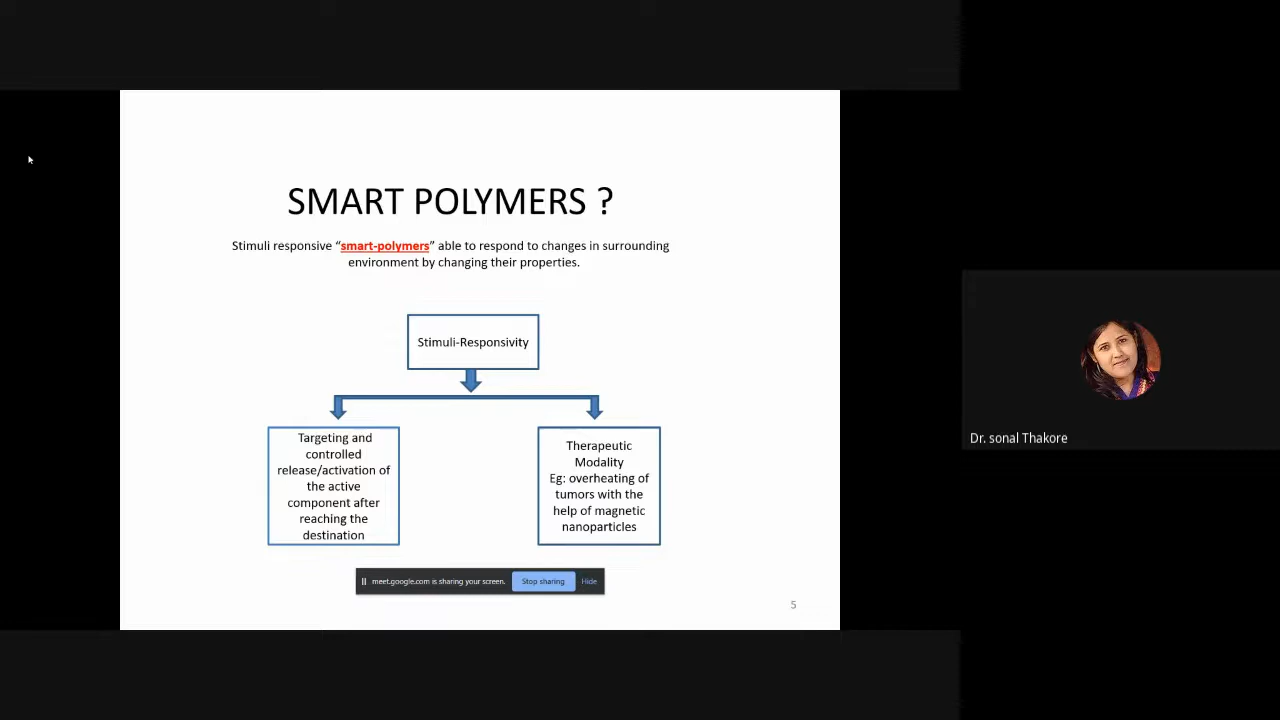 SMART POLYMERS ?
Stimuli responsive “smart-polymers” able to respond to changes in surrounding
environment by changing their properties.
Stimuli-Responsivity
Targeting and
controlled
release/activation of
the active
component after
reaching the
destination
Therapeutic
Modality
Eg: overheating of
tumors with the
help of magnetic
nanoparticles
meet.google.com is sharing your screen.
Stop sharing
Hide
5
Dr. sonal Thakore